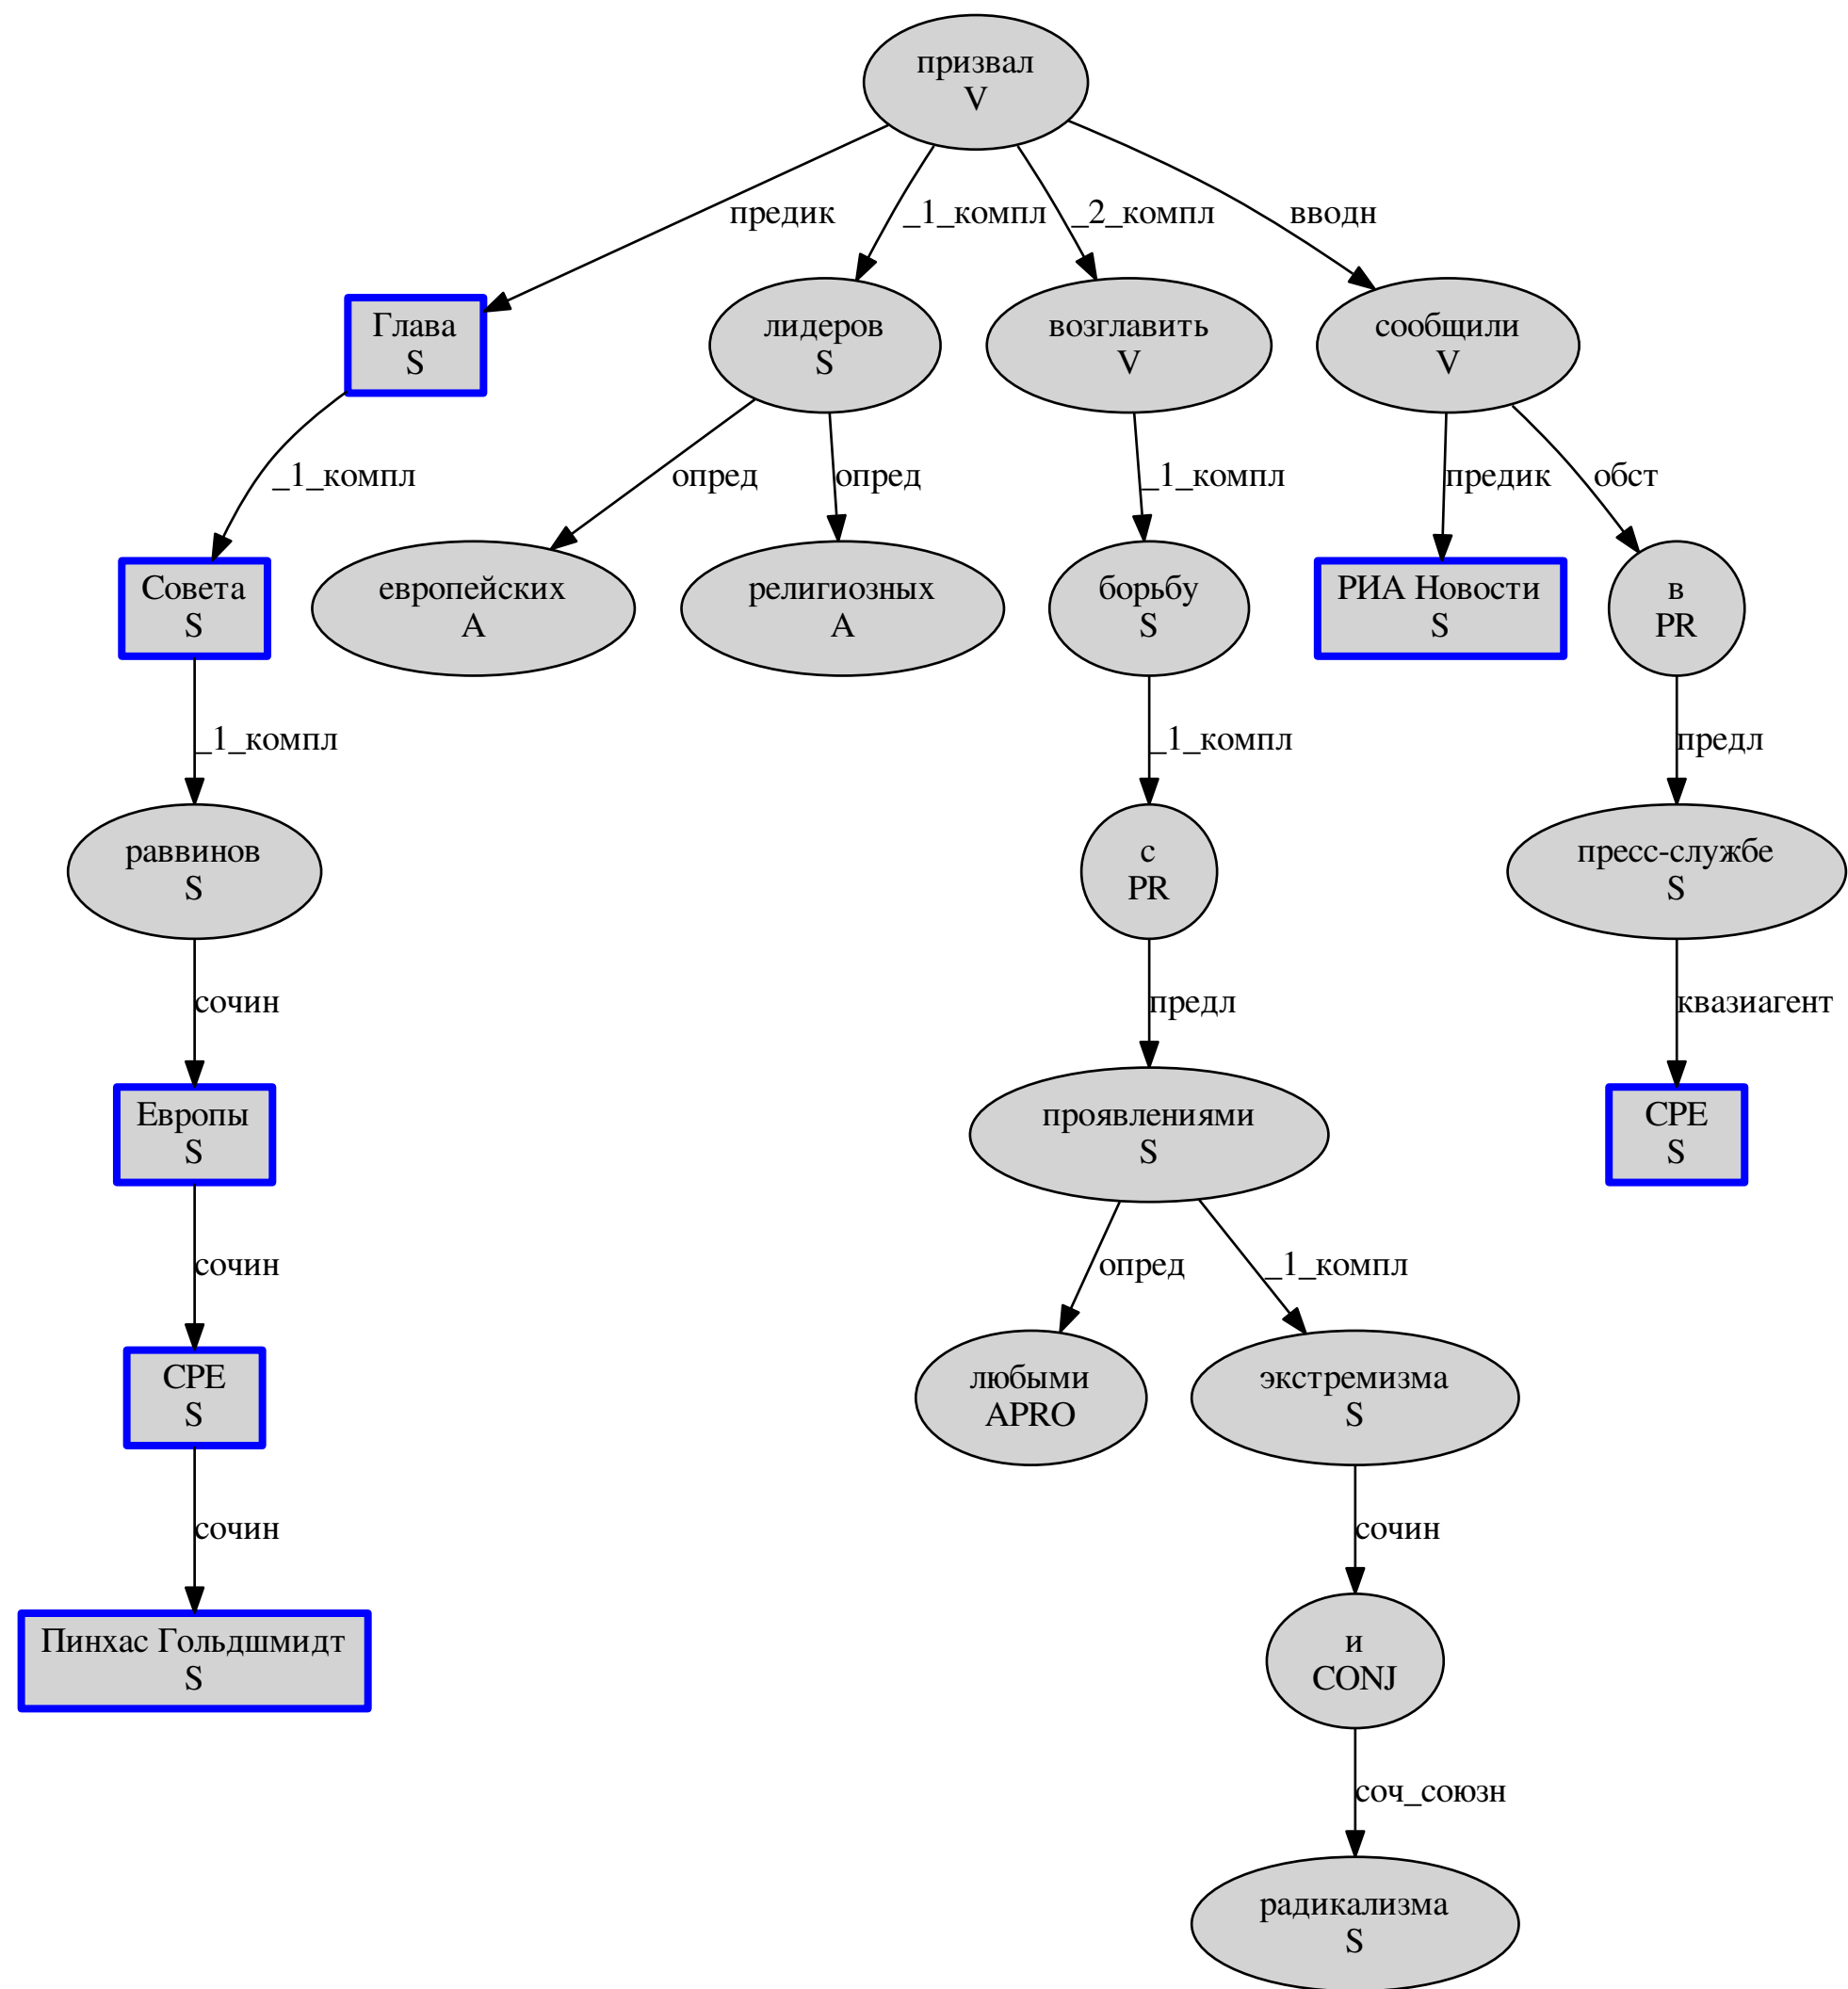 призвал
V
предик
_1_компл
_2_компл
вводн
Глава
S
лидеров
S
возглавить
V
сообщили
V
_1_компл
опред
опред
_1_компл
предик
обст
Совета
S
европейских
A
религиозных
A
борьбу
S
РИА Новости
S
в
PR
_1_компл
_1_компл
предл
раввинов
S
с
PR
пресс-службе
S
сочин
предл
квазиагент
Европы
S
проявлениями
S
СРЕ
S
сочин
опред
_1_компл
СРЕ
S
любыми
APRO
экстремизма
S
сочин
сочин
Пинхас Гольдшмидт
S
и
CONJ
соч_союзн
радикализма
S